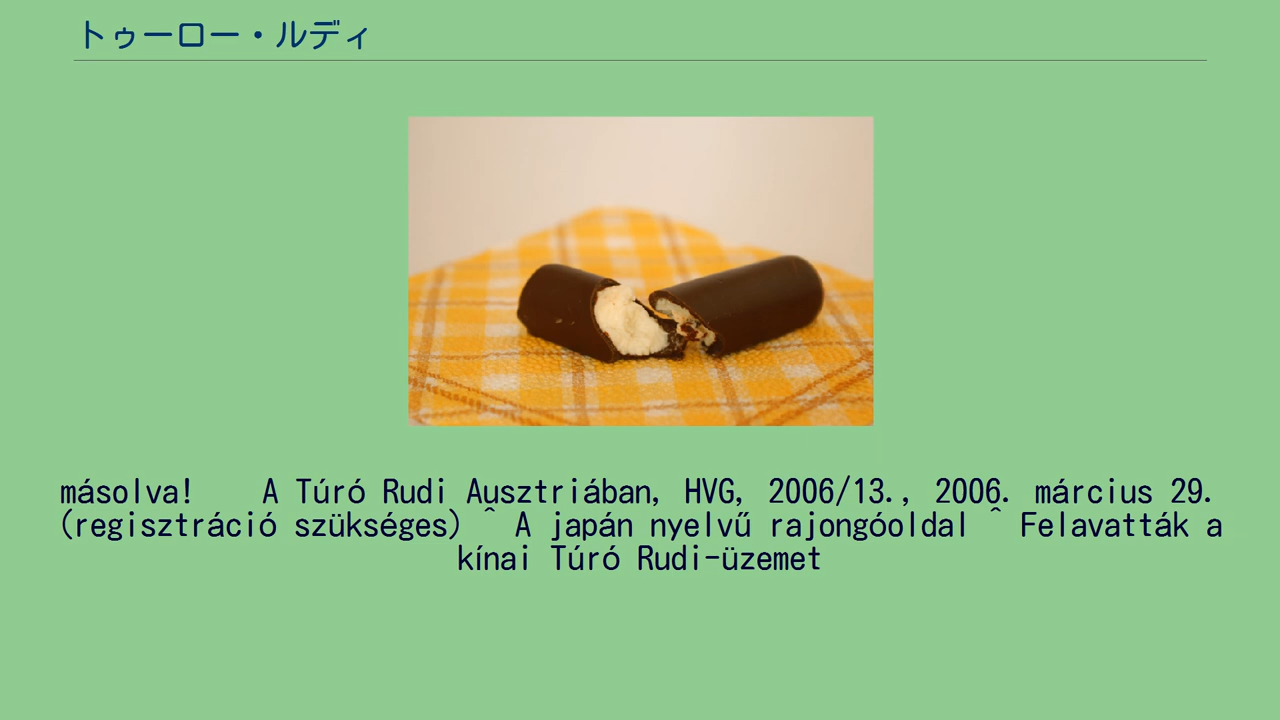 トゥーロー・ルディ
másolva!    A Túró Rudi Ausztriában, HVG, 2006/13., 2006. március 29.
(regisztráció szükséges) ^ A japán nyelvű rajongóoldal ^ Felavatták a
kínai Túró Rudi-üzemet